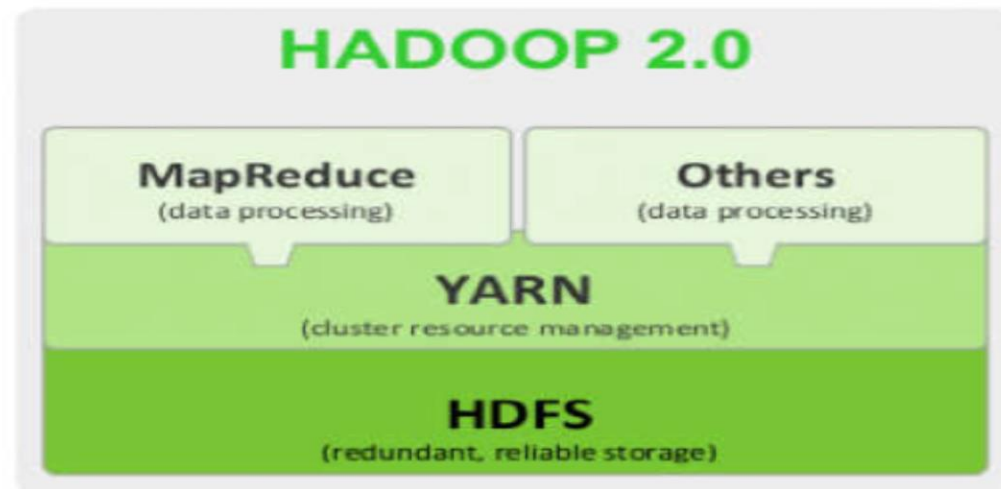 HADOOP 2.0
MapReduce
(data processing)
Others
(data processing)
YARN
(cluster resource management)
HDFS
(redundant, reliable storage)